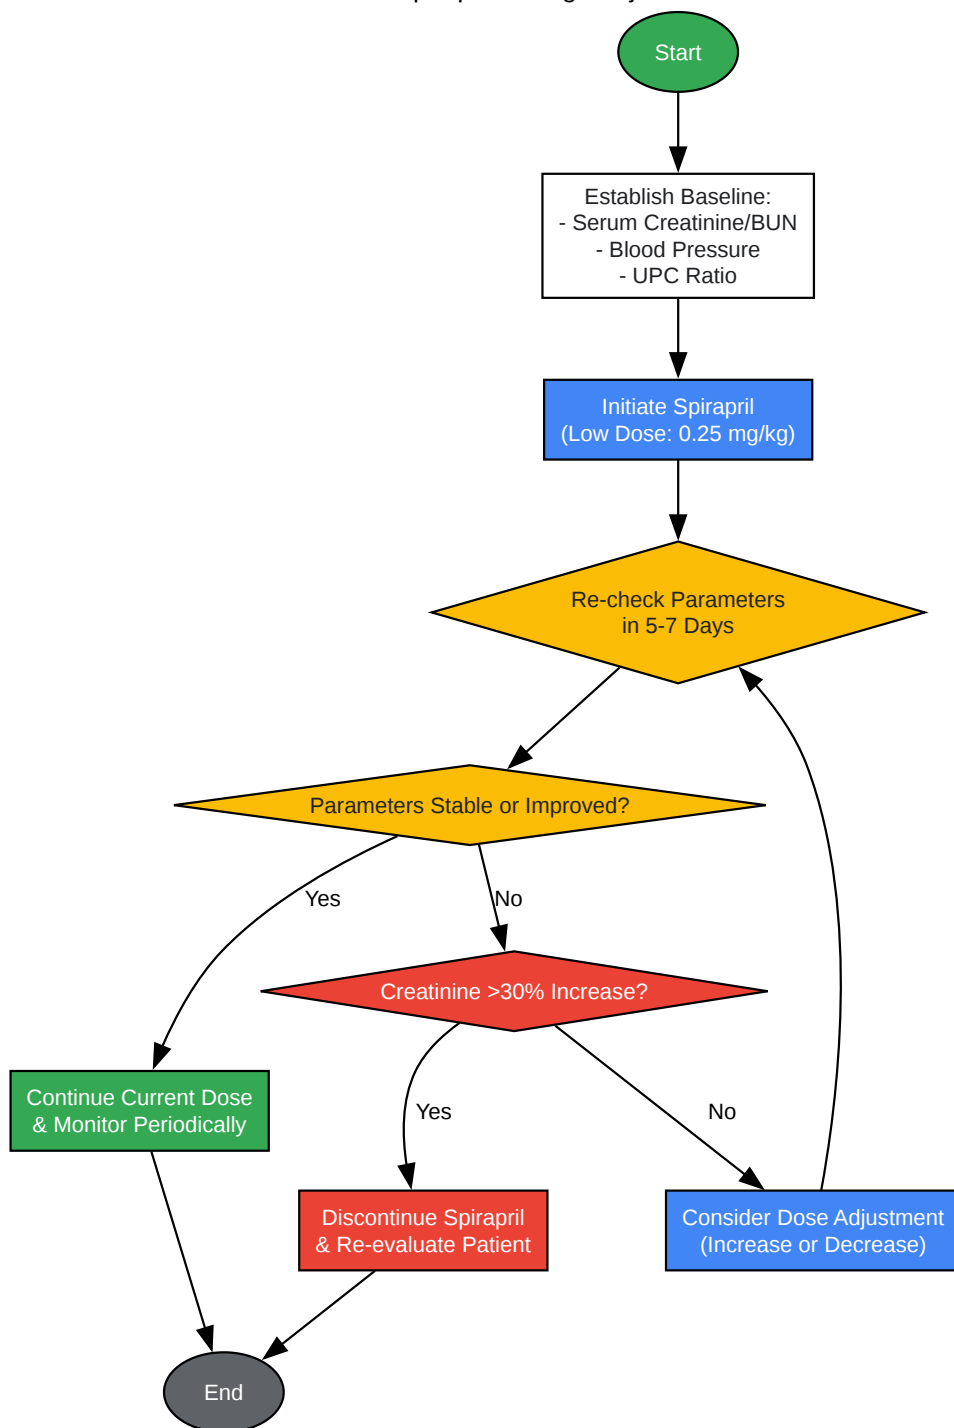 Start
Establish Baseline:
- Serum Creatinine/BUN
- Blood Pressure
- UPC Ratio
Initiate Spirapril
(Low Dose: 0.25 mg/kg)
Re-check Parameters
in 5-7 Days
Parameters Stable or Improved?
Yes
No
Creatinine >30% Increase?
Continue Current Dose
& Monitor Periodically
Yes
No
Discontinue Spirapril
& Re-evaluate Patient
Consider Dose Adjustment
(Increase or Decrease)
End